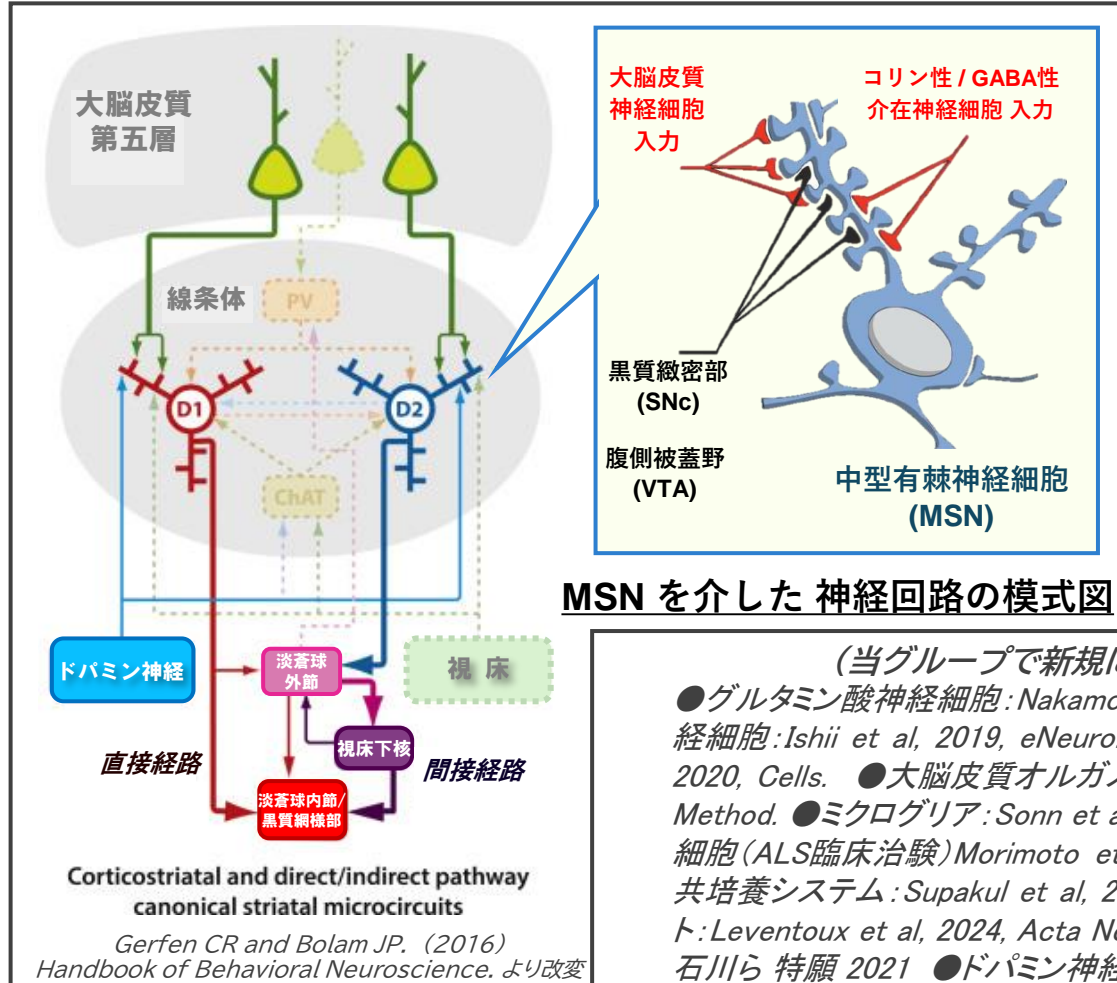 大脳皮質
第五層
線条体
PV
D1
D2
ChAT
ドパミン神経
淡蒼球
外節
視 床
視床下核
直接経路
間接経路
淡蒼球内節/
黒質網様部
Corticostriatal and direct/indirect pathway
canonical striatal microcircuits
Gerfen CR and Bolam JP. (2016)
Handbook of Behavioral Neuroscience. より改変
大脳皮質
神経細胞
入力
コリン性 / GABA性
介在神経細胞 入力
黒質緻密部
(SNc)
腹側被蓋野
(VTA)
中型有棘神経細胞
(MSN)
MSN を介した 神経回路の模式図
(当グループで新規に
●グルタミン酸神経細胞:Nakamo
経細胞:Ishii et al, 2019, eNeuro.
2020, Cells. ●大脳皮質オルガノ
Method. ●ミクログリア:Sonn et a
細胞(ALS臨床治験)Morimoto et
共培養システム:Supakul et al, 2
ト:Leventoux et al, 2024, Acta Ne
石川ら 特願 2021 ●ドパミン神経